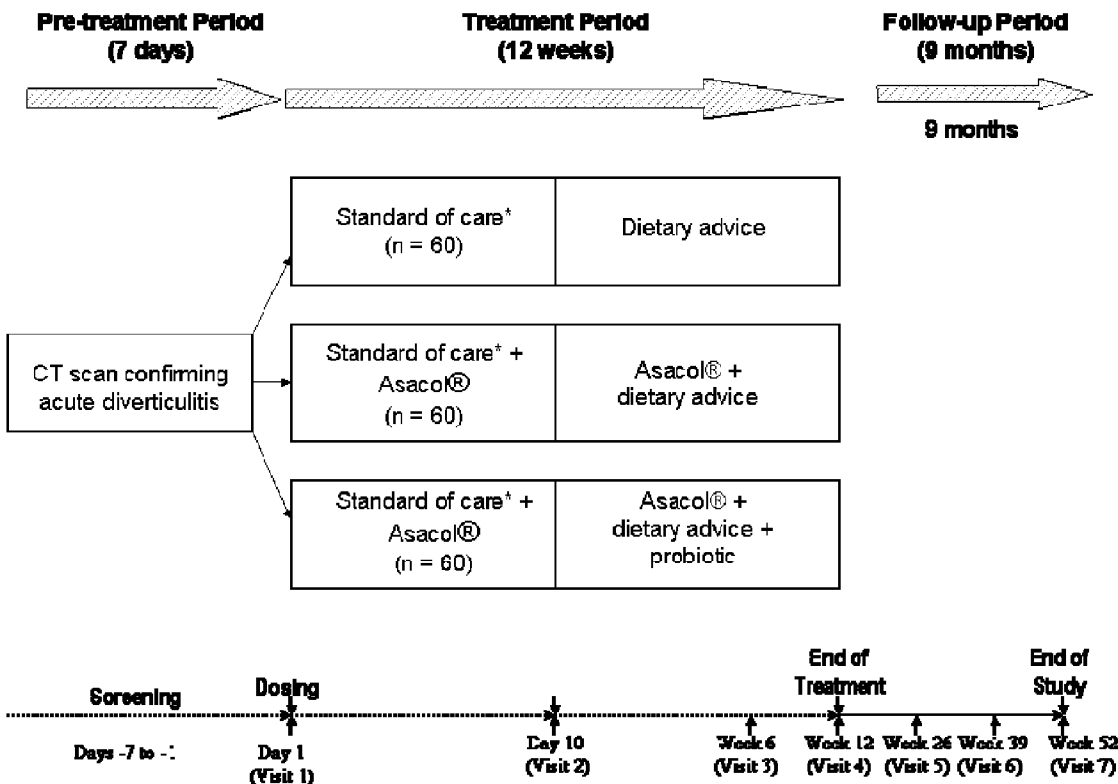 Pre-treatment Period
(7 days)
Treatment Period
(12 weeks)
Follow-up Period
(9 months)
9 months
Standard of care*
(n = 60)
Dietary advice
CT scan confirming
acute diverticulitis
Standard of care* +
Asacol®
(n = 60)
Asacol® +
dietary advice
Standard of care* +
Asacol®
(n = 60)
Asacol® +
dietary advice +
probiotic
Screening
Dosing
End of
Treatment
End of
Study
Days -7 to -1
Day 1
(Visit 1)
Day 10
(Visit 2)
Week 6
(Visit 3)
Week 12
(Visit 4)
Week 26
(Visit 5)
Week 39
(Visit 6)
Week 52
(Visit 7)